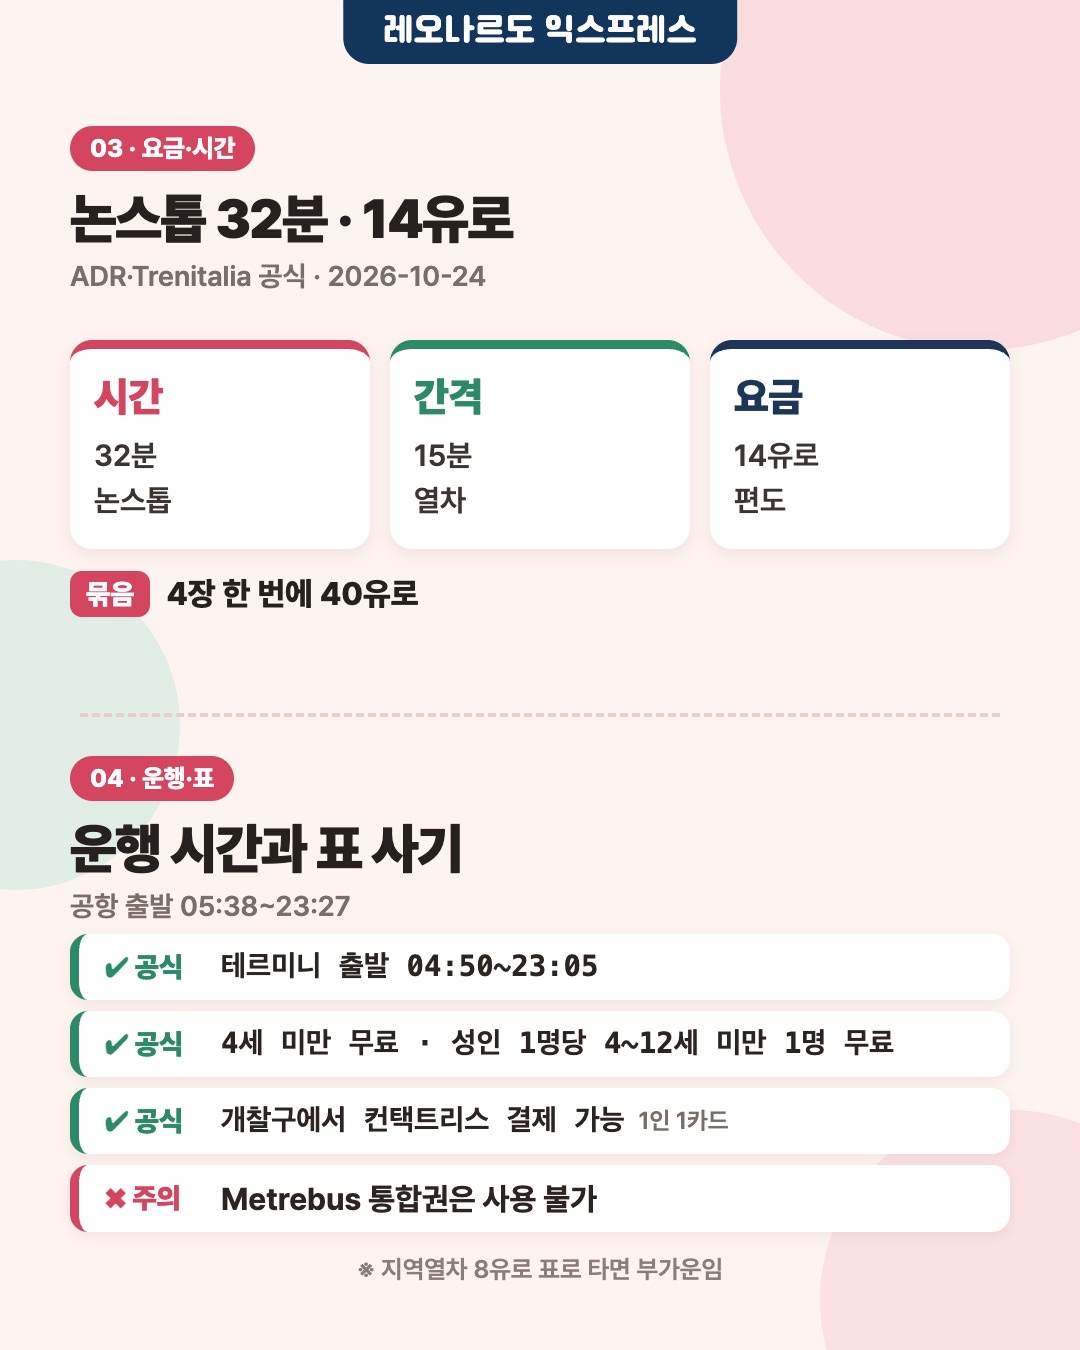 레오나르도 익스프레스
03 · 요금·시간
논스톱 32분 · 14유로
ADR·Trenitalia 공식 · 2026-10-24
시간
32분
논스톱
간격
15분
열차
요금
14유로
편도
묶음 4장 한 번에 40유로
04 · 운행·표
운행 시간과 표 사기
공항 출발 05:38~23:27
✔ 공식 테르미니 출발 04:50~23:05
✔ 공식 4세 미만 무료 · 성인 1명당 4~12세 미만 1명 무료
✔ 공식 개찰구에서 컨택트리스 결제 가능 1인 1카드
✖ 주의 Metrebus 통합권은 사용 불가
※ 지역열차 8유로 표로 타면 부가운임